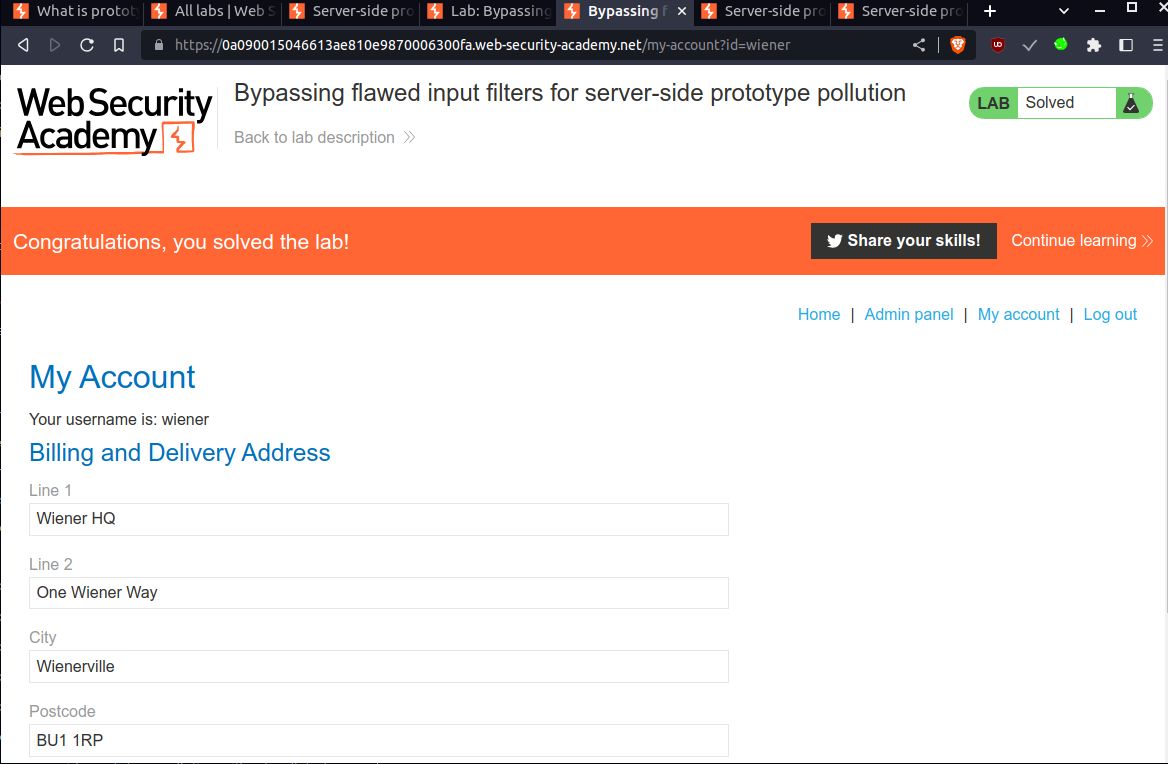 What is protot
All labs | Web S
Server-side pro
Lab: Bypassing
Bypassing f
Server-side pro
Server-side pro
https://0a090015046613ae810e9870006300fa.web-security-academy.net/my-account?id=wiener
Web Security
Academy
Bypassing flawed input filters for server-side prototype pollution
Back to lab description
LAB Solved
Congratulations, you solved the lab!
Share your skills!
Continue learning
Home | Admin panel | My account | Log out
My Account
Your username is: wiener
Billing and Delivery Address
Line 1
Wiener HQ
Line 2
One Wiener Way
City
Wienerville
Postcode
BU1 1RP